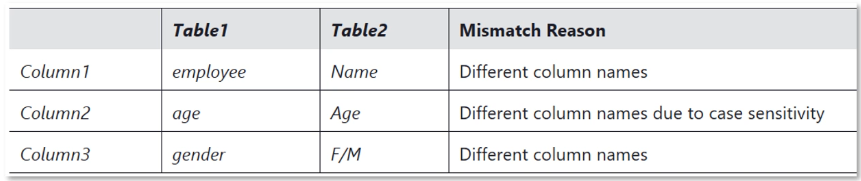 Table1 Table2 Mismatch Reason
Column1 employee Name Different column names
Column2 age Age Different column names due to case sensitivity
Column3 gender F/M Different column names